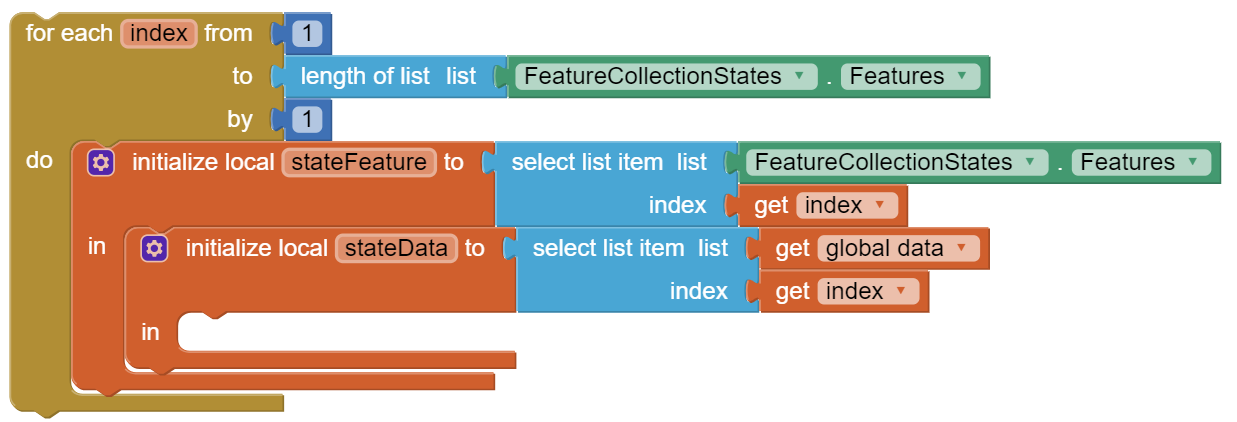 for each index from 1
to length of list list FeatureCollectionStates . Features
by 1
do initialize local stateFeature to select list item list FeatureCollectionStates . Features
index get index
in initialize local stateData to select list item list get global data
index get index
in